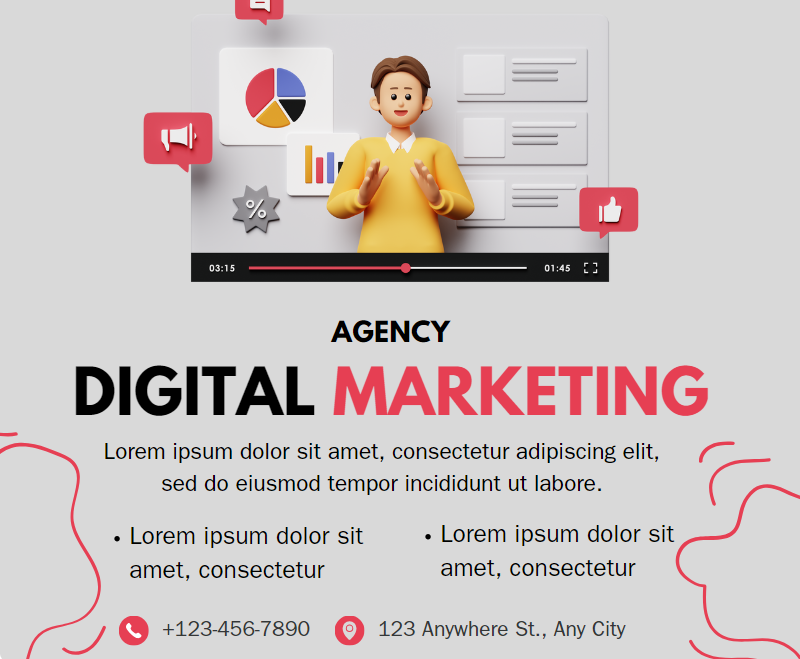 %
03:15
01:45
AGENCY
DIGITAL MARKETING
Lorem ipsum dolor sit amet, consectetur adipiscing elit,
sed do eiusmod tempor incididunt ut labore.
• Lorem ipsum dolor sit
amet, consectetur
• Lorem ipsum dolor sit
amet, consectetur
+123-456-7890
123 Anywhere St., Any City